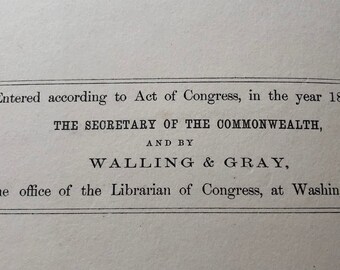 Entered according to Act of Congress, in the year 18
THE SECRETARY OF THE COMMONWEALTH,
AND BY
WALLING & GRAY,
he office of the Librarian of Congress, at Washin